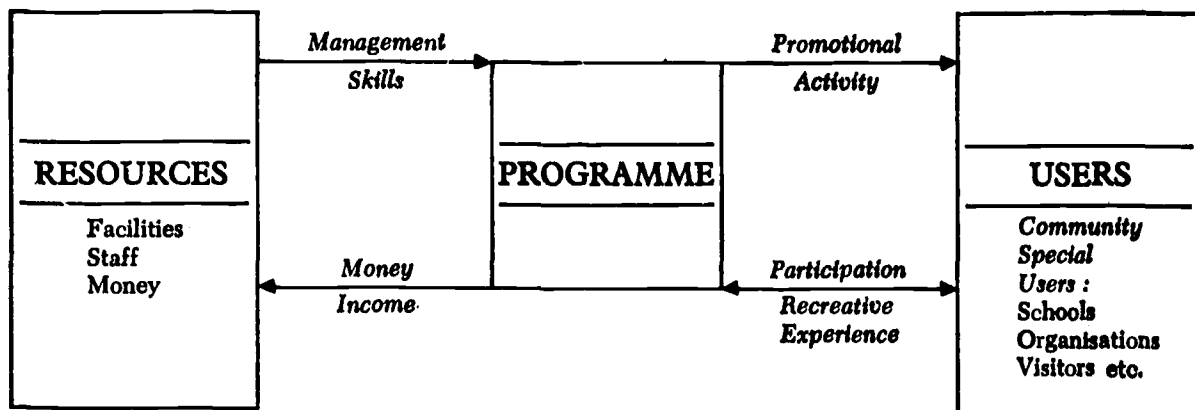 Management
Skills
Promotional
Activity
RESOURCES
Facilities
Staff
Money
PROGRAMME
USERS
Community
Special
Users :
Schools
Organisations
Visitors etc.
Money
Income
Participation
Recreative
Experience